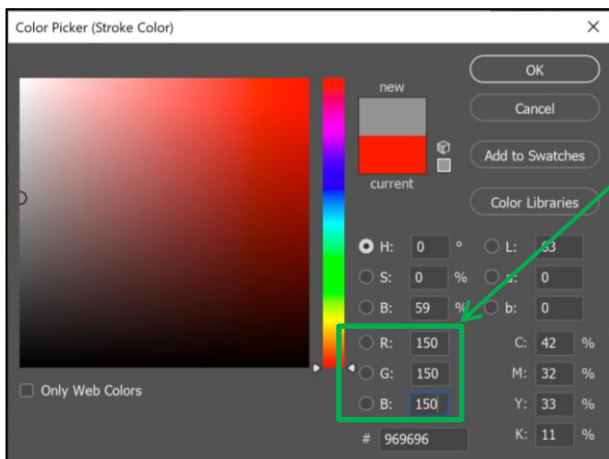 Color Picker (Stroke Color)
new
current
OK
Cancel
Add to Swatches
Color Libraries
H: 0 ° L: 63
S: 0 % a: 0
B: 59 % b: 0
R: 150 C: 42 %
G: 150 M: 32 %
B: 150 Y: 33 %
# 969696 K: 11 %
Only Web Colors